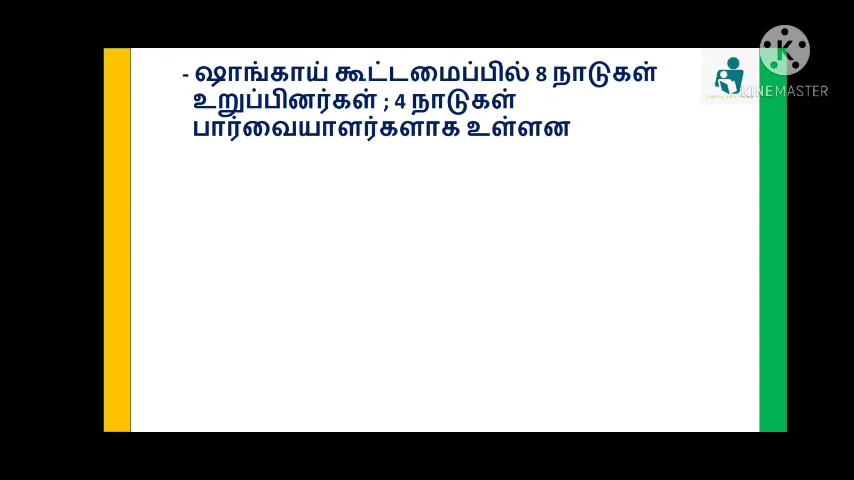 - ஷாங்காய் கூட்டமைப்பில் 8 நாடுகள்
உறுப்பினர்கள் ; 4 நாடுகள்
பார்வையாளர்களாக உள்ளன
KINEMASTER